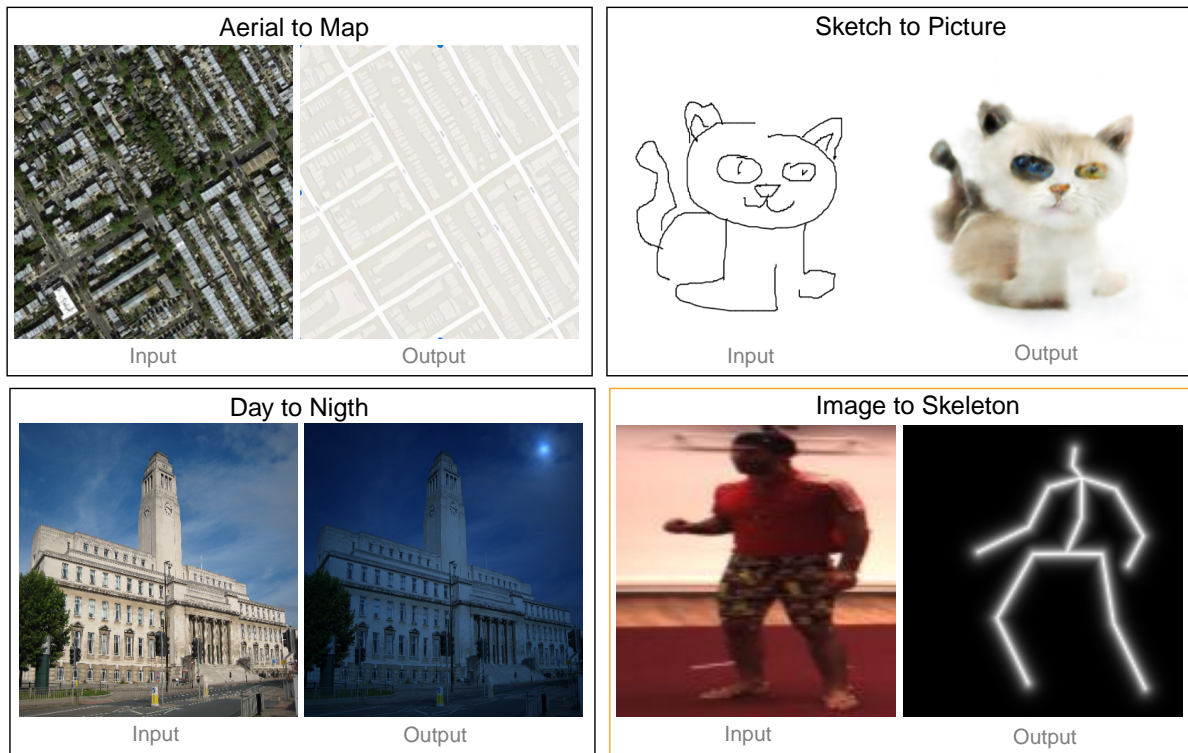 Aerial to Map
Input
Output
Sketch to Picture
Input
Output
Day to Nigth
Input
Output
Image to Skeleton
Input
Output